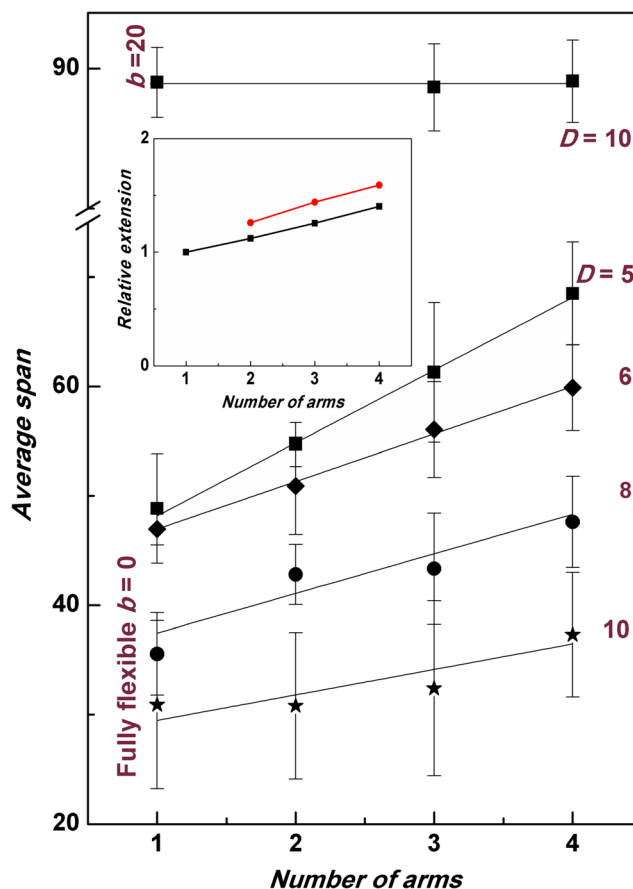 90
b =20
D = 10
2
1
0
1
2
3
4
Relative extension
Number of arms
D = 5
60
6
8
40
10
20
Average span
Fully flexible b = 0
1
2
3
4
Number of arms